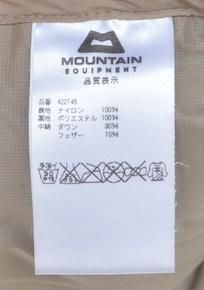 MOUNTAIN
EQUIPMENT
品質表示
品番 422146
表地 ナイロン 100%
裏地 ポリエステル 100%
中綿 ダウン 90%
フェザー 10%